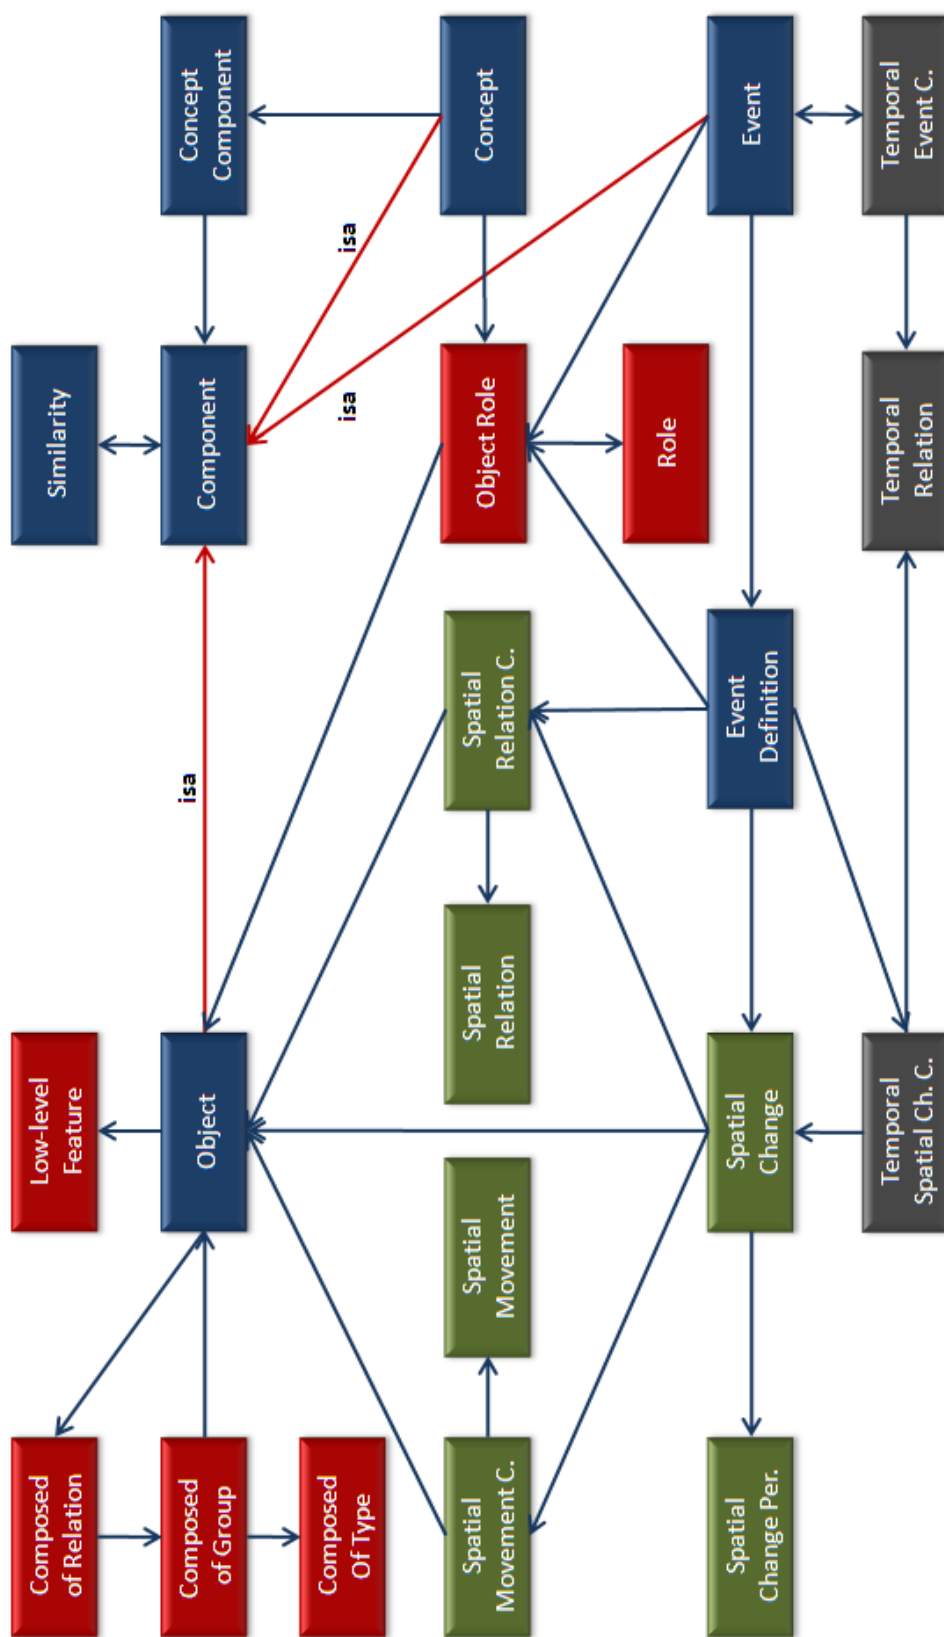 Composed
of Relation
Low-level
Feature
Similarity
Composed
of Group
Object
isa
Component
Concept
Component
Composed
Of Type
isa
isa
Spatial
Movement C.
Spatial
Movement
Spatial
Relation
Spatial
Relation C.
Object Role
Concept
Role
Spatial
Change Per.
Spatial
Change
Event
Definition
Event
Temporal
Spatial Ch. C.
Temporal
Relation
Temporal
Event C.